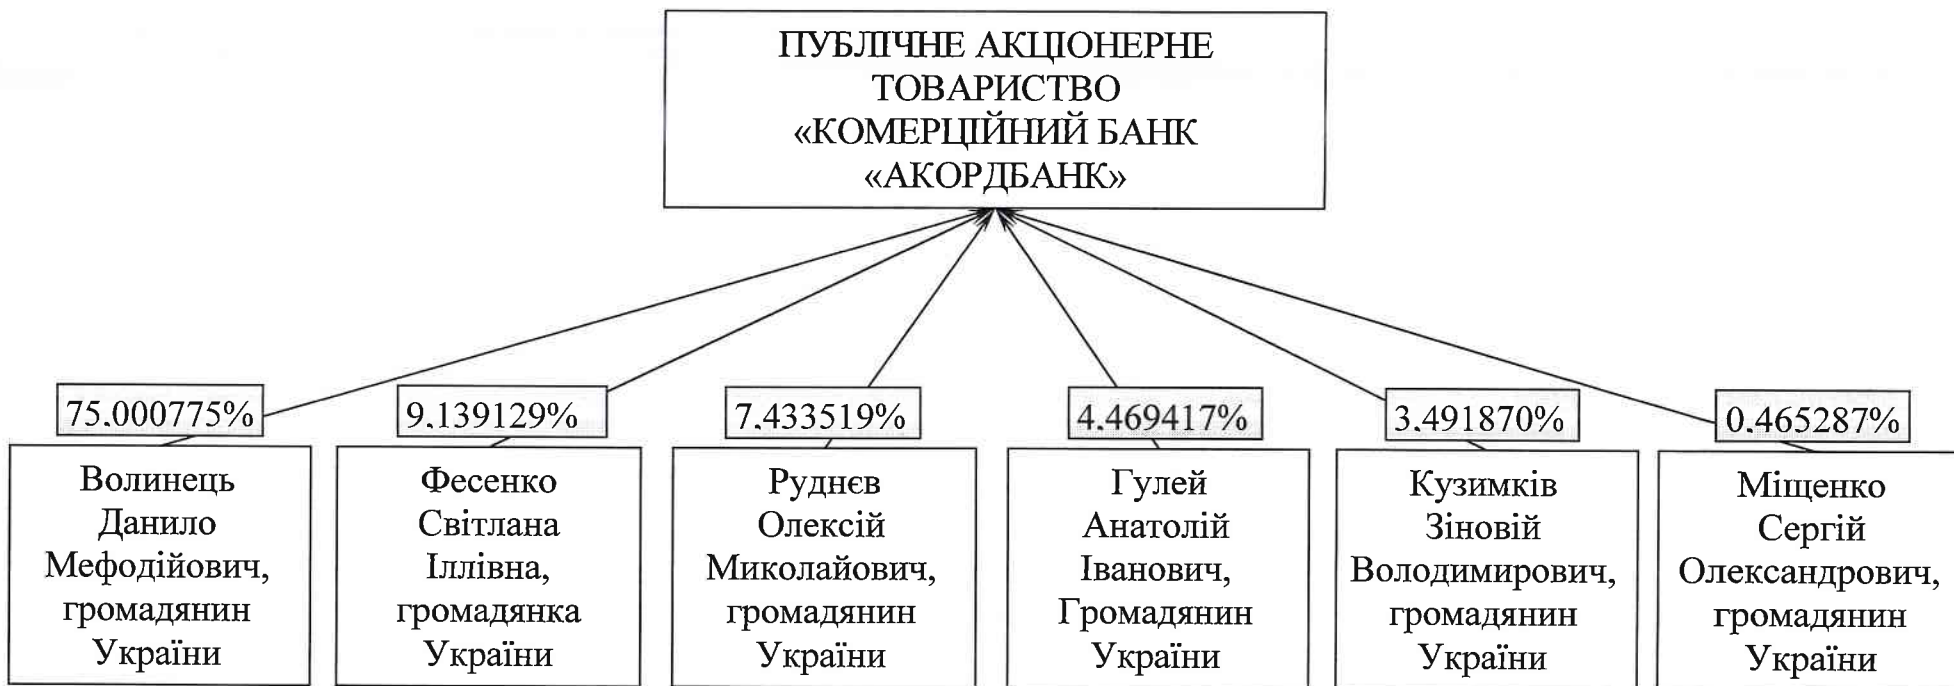 ПУБЛІЧНЕ АКЦІОНЕРНЕ
ТОВАРИСТВО
«КОМЕРЦІЙНИЙ БАНК
«АКОРДБАНК»
75.000775%
9.139129%
7.433519%
4.469417%
3.491870%
0.465287%
Волинець
Данило
Мефодійович,
громадянин
України
Фесенко
Світлана
Іллівна,
громадянка
України
Руднєв
Олексій
Миколайович,
громадянин
України
Гулей
Анатолій
Іванович,
Громадянин
України
Кузимків
Зіновій
Володимирович,
громадянин
України
Міщенко
Сергій
Олександрович,
громадянин
України